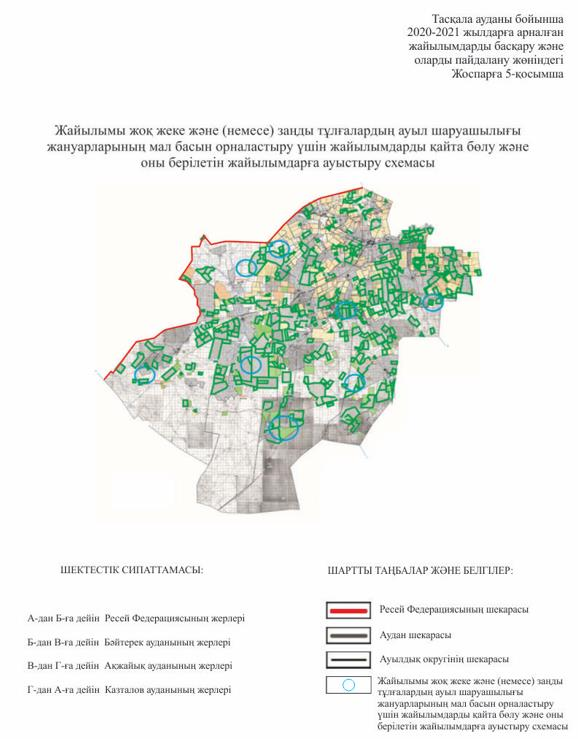 Тасқала ауданы бойынша
2020-2021 жылдарға арналған
жайылымдарды басқару және
оларды пайдалану жөніндегі
Жоспарға 5-қосымша
Жайылымы жоқ жеке және (немесе) заңды тұлғалардың ауыл шаруашылығы
жануарларының мал басын орналастыру үшін жайылымдарды қайта бөлу және
оны берілетін жайылымдарға ауыстыру схемасы
ШЕКТЕСТІК СИПАТТАМАСЫ:
А-дан Б-ға дейін Ресей Федерациясының жерлері
Б-дан В-ға дейін Бәйтерек ауданының жерлері
В-дан Г-ға дейін Ақжайық ауданының жерлері
Г-дан А-ға дейін Казталов ауданының жерлері
ШАРТТЫ ТАҢБАЛАР ЖӘНЕ БЕЛГІЛЕР:
Ресей Федерациясының шекарасы
Аудан шекарасы
Ауылдық округінің шекарасы
Жайылымы жоқ жеке және (немесе) заңды
тұлғалардың ауыл шаруашылығы
жануарларының мал басын орналастыру
үшін жайылымдарды қайта бөлу және оны
берілетін жайылымдарға ауыстыру схемасы